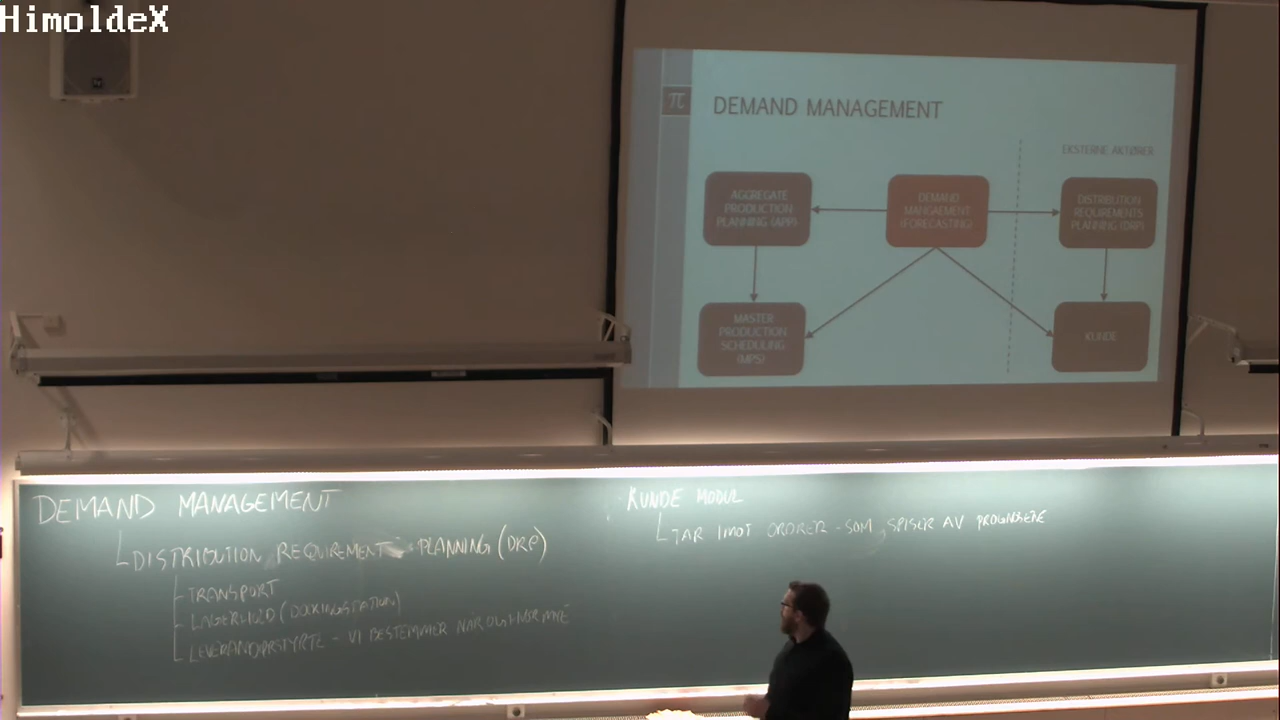 HimoldeX
π
DEMAND MANAGEMENT
EKSTERNE AKTØRER
AGGREGATE
PRODUCTION
PLANNING (APP)
DEMAND
MANGAEMENT
(FORECASTING)
DISTRIBUTION
REQUIREMENTS
PLANNING (DRP)
MASTER
PRODUCTION
SCHEDULING
(MPS)
KUNDE
DEMAND MANAGEMENT
DISTRIBUTION REQUIREMENT PLANNING (DRP)
TRANSPORT
LAGERHOLD (DOCKINGSTATION)
LEVERANDØRSTYRTE - VI BESTEMMER NÅR OG HVOR MYE
KUNDE MODUL
TAR IMOT ORDRER - SOM SPISER AV PROGNOSENE